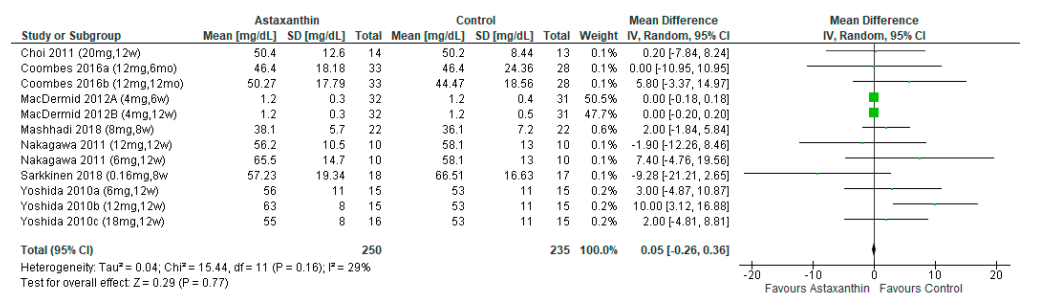 Astaxanthin Control Mean Difference Mean Difference
Study or Subgroup Mean [mg/dL] SD [mg/dL] Total Mean [mg/dL] SD [mg/dL] Total Weight IV, Random, 95% CI IV, Random, 95% CI
Choi 2011 (20mg,12w) 50.4 12.6 14 50.2 8.44 13 0.1% 0.20 [-7.84, 8.24]
Coombes 2016a (12mg,6mo) 46.4 18.18 33 46.4 24.36 28 0.1% 0.00 [-10.95, 10.95]
Coombes 2016b (12mg,12mo) 50.27 17.79 33 44.47 18.56 28 0.1% 5.80 [-3.37, 14.97]
MacDermid 2012A (4mg,6w) 1.2 0.3 32 1.2 0.4 31 50.5% 0.00 [-0.18, 0.18]
MacDermid 2012B (4mg,12w) 1.2 0.3 32 1.2 0.5 31 47.7% 0.00 [-0.20, 0.20]
Mashhadi 2018 (8mg,8w) 38.1 5.7 22 36.1 7.2 22 0.6% 2.00 [-1.84, 5.84]
Nakagawa 2011 (12mg,12w) 56.2 10.5 10 58.1 13 10 0.1% -1.90 [-12.26, 8.46]
Nakagawa 2011 (6mg,12w) 65.5 14.7 10 58.1 13 10 0.1% 7.40 [-4.76, 19.56]
Sarkkinen 2018 (0.16mg,8w 57.23 19.34 18 66.51 16.63 17 0.1% -9.28 [-21.21, 2.65]
Yoshida 2010a (6mg,12w) 56 11 15 53 11 15 0.2% 3.00 [-4.87, 10.87]
Yoshida 2010b (12mg,12w) 63 8 15 53 11 15 0.2% 10.00 [3.12, 16.88]
Yoshida 2010c (18mg,12w) 55 8 16 53 11 15 0.2% 2.00 [-4.81, 8.81]
Total (95% CI) 250 235 100.0% 0.05 [-0.26, 0.36]
Heterogeneity: Tau² = 0.04; Chi² = 15.44, df = 11 (P = 0.16); I² = 29%
Test for overall effect: Z = 0.29 (P = 0.77)
-20 -10 0 10 20
Favours Astaxanthin Favours Control